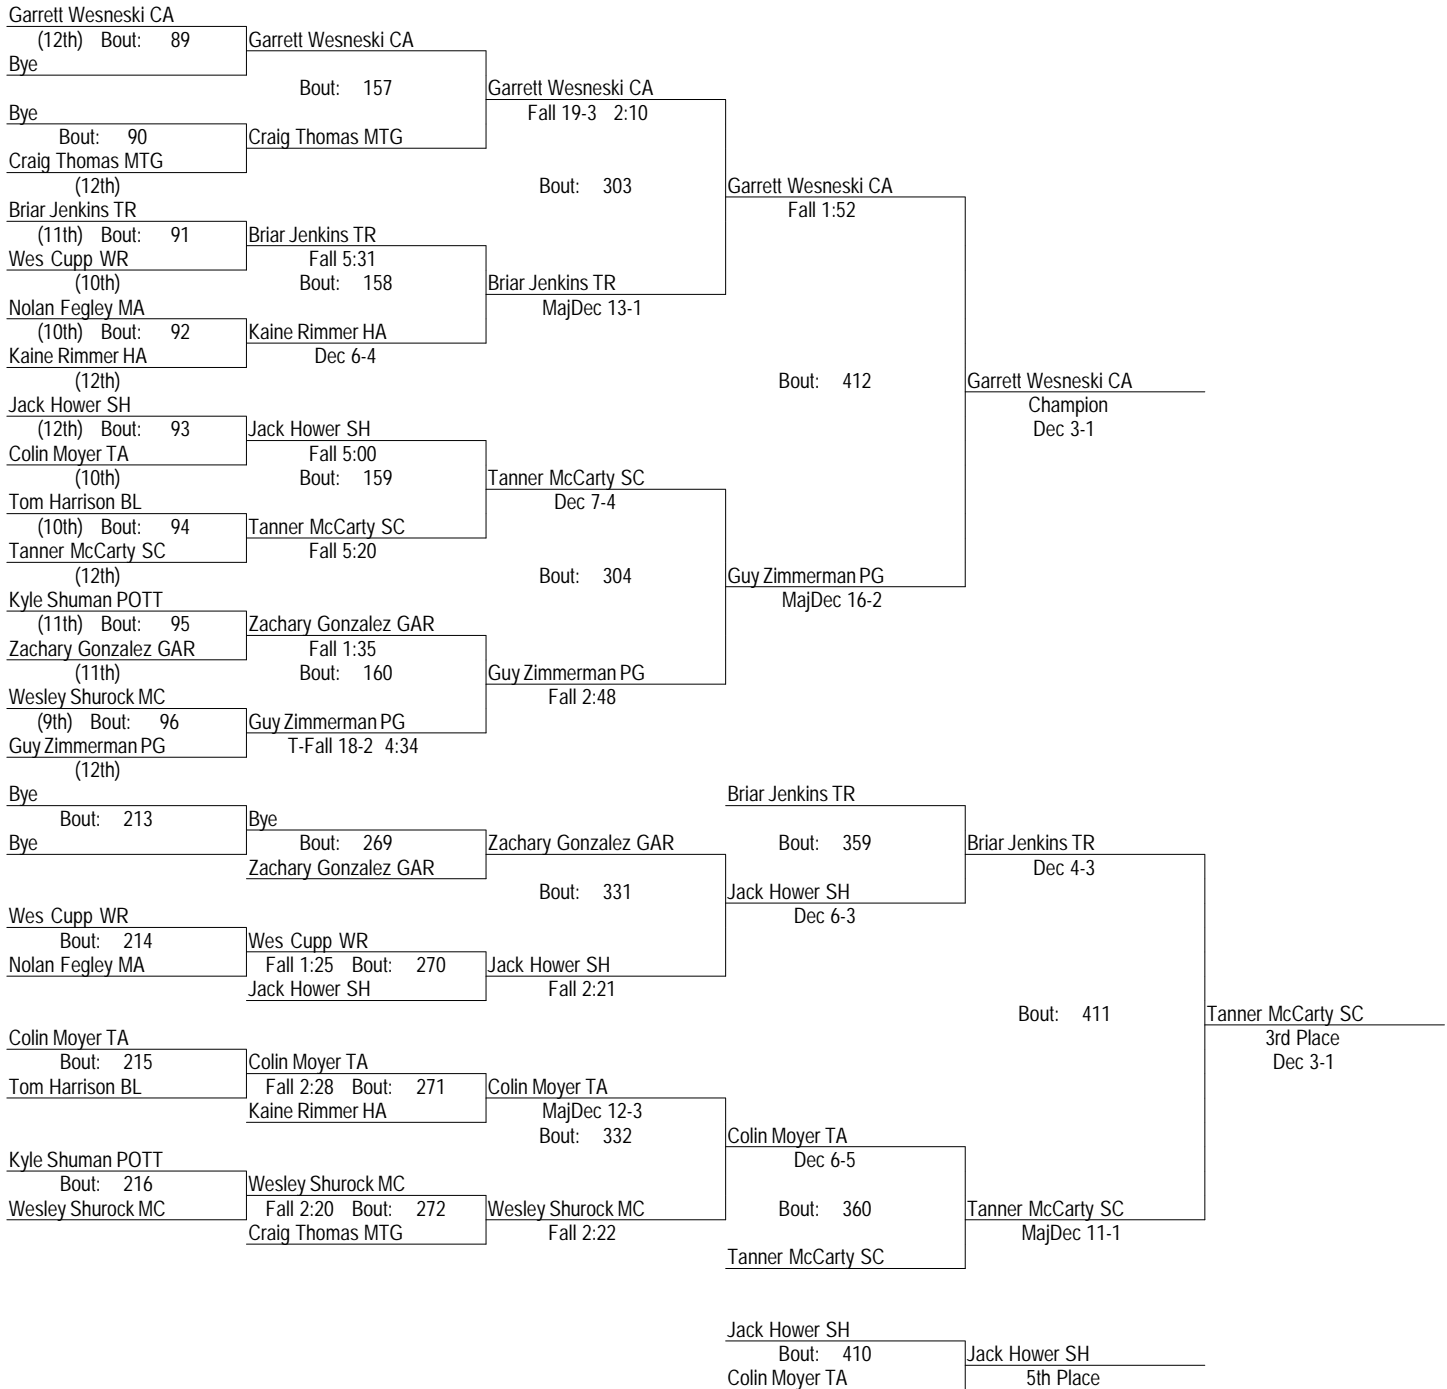 Garrett Wesneski CA
(12th) Bout: 89 Garrett Wesneski CA
Bye
Bout: 157 Garrett Wesneski CA
Bye Fall 19-3 2:10
Bout: 90 Craig Thomas MTG
Craig Thomas MTG
(12th) Bout: 303 Garrett Wesneski CA
Briar Jenkins TR Fall 1:52
(11th) Bout: 91 Briar Jenkins TR
Wes Cupp WR Fall 5:31
(10th) Bout: 158 Briar Jenkins TR
Nolan Fegley MA MajDec 13-1
(10th) Bout: 92 Kaine Rimmer HA
Kaine Rimmer HA Dec 6-4
(12th) Bout: 412 Garrett Wesneski CA
Jack Hower SH Champion
(12th) Bout: 93 Jack Hower SH Dec 3-1
Colin Moyer TA Fall 5:00
(10th) Bout: 159 Tanner McCarty SC
Tom Harrison BL Dec 7-4
(10th) Bout: 94 Tanner McCarty SC
Tanner McCarty SC Fall 5:20
(12th) Bout: 304 Guy Zimmerman PG
Kyle Shuman POTT MajDec 16-2
(11th) Bout: 95 Zachary Gonzalez GAR
Zachary Gonzalez GAR Fall 1:35
(11th) Bout: 160 Guy Zimmerman PG
Wesley Shurock MC Fall 2:48
(9th) Bout: 96 Guy Zimmerman PG
Guy Zimmerman PG T-Fall 18-2 4:34
(12th)
Bye Briar Jenkins TR
Bout: 213 Bye
Bye Bout: 269 Zachary Gonzalez GAR Bout: 359 Briar Jenkins TR
Zachary Gonzalez GAR Dec 4-3
Bout: 331 Jack Hower SH
Wes Cupp WR Dec 6-3
Bout: 214 Wes Cupp WR
Nolan Fegley MA Fall 1:25 Bout: 270 Jack Hower SH
Jack Hower SH Fall 2:21
Bout: 411 Tanner McCarty SC
Colin Moyer TA 3rd Place
Bout: 215 Colin Moyer TA Dec 3-1
Tom Harrison BL Fall 2:28 Bout: 271 Colin Moyer TA
Kaine Rimmer HA MajDec 12-3
Bout: 332 Colin Moyer TA
Kyle Shuman POTT Dec 6-5
Bout: 216 Wesley Shurock MC
Wesley Shurock MC Fall 2:20 Bout: 272 Wesley Shurock MC Bout: 360 Tanner McCarty SC
Craig Thomas MTG Fall 2:22 MajDec 11-1
Tanner McCarty SC
Jack Hower SH
Bout: 410 Jack Hower SH
Colin Moyer TA 5th Place